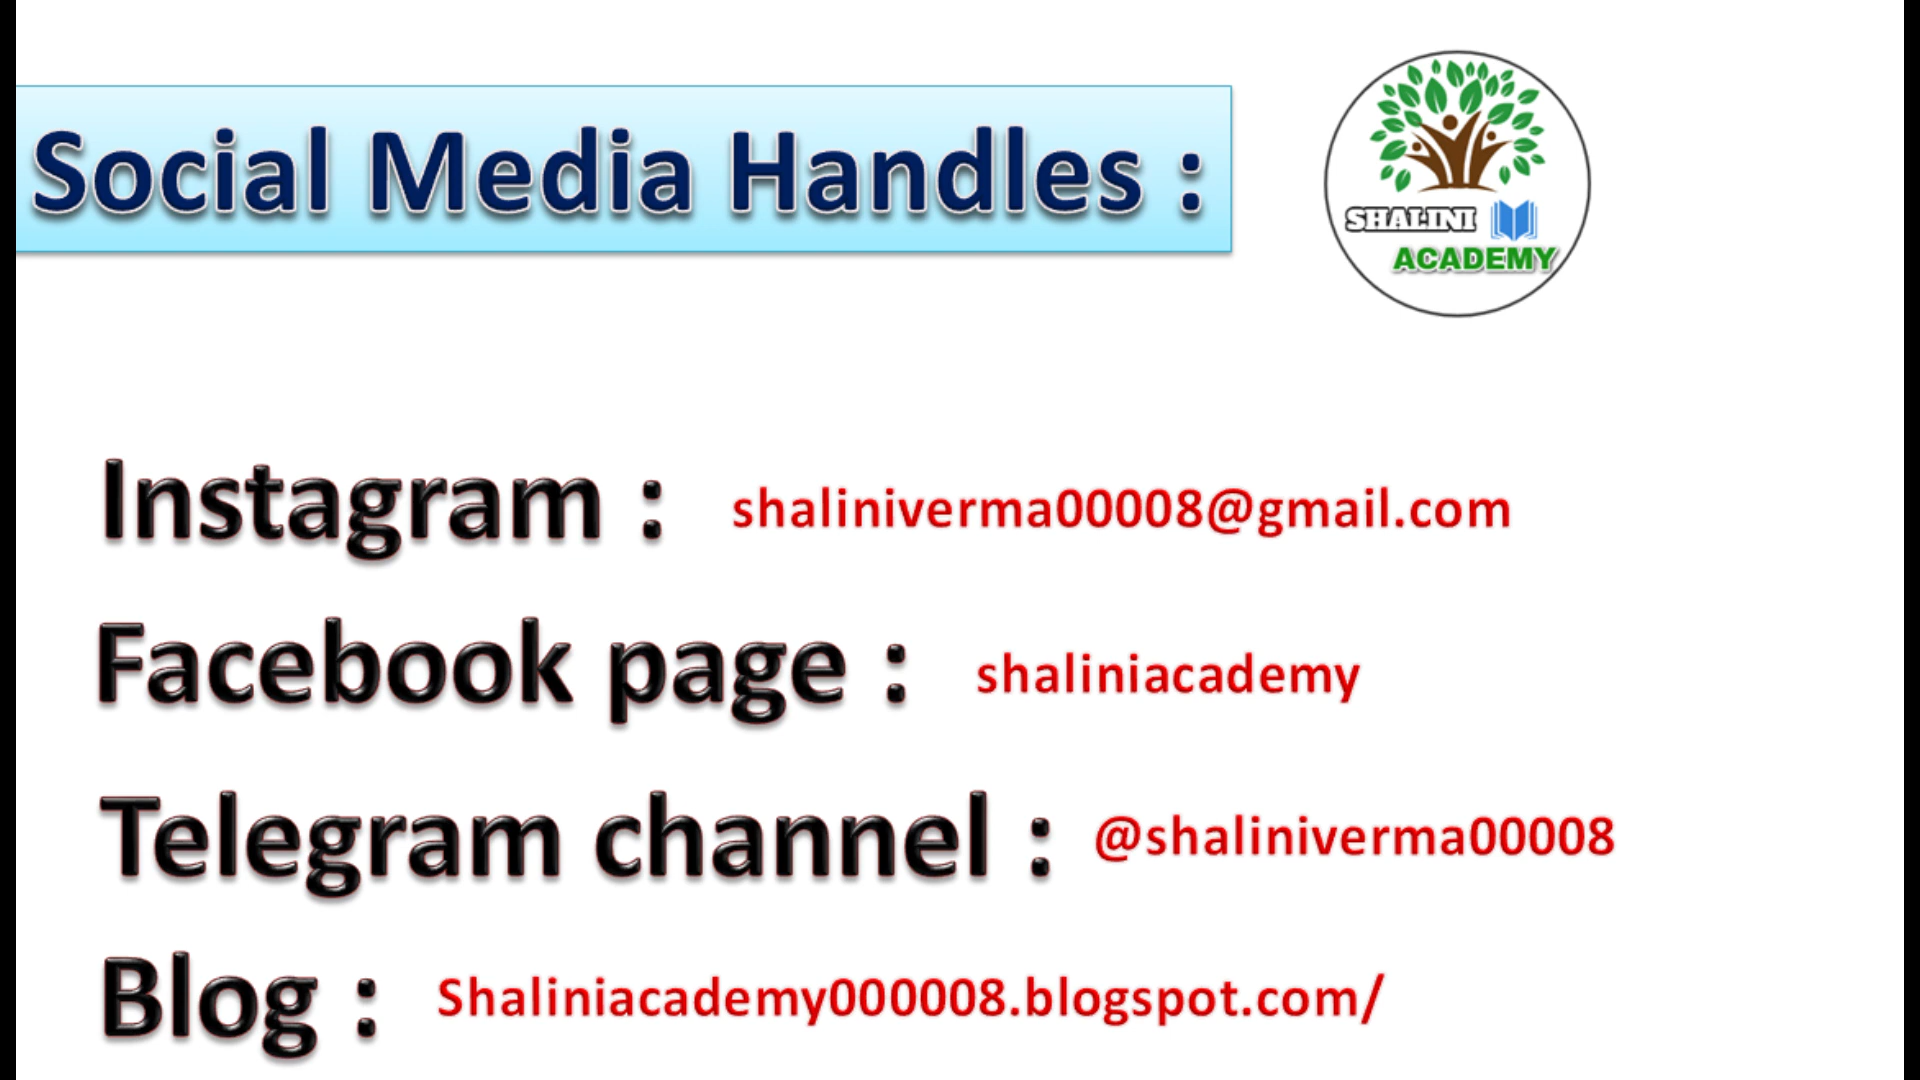 Social Media Handles :
SHALINI
ACADEMY
Instagram : shaliniverma00008@gmail.com
Facebook page : shaliniacademy
Telegram channel : @shaliniverma00008
Blog : Shaliniacademy000008.blogspot.com/